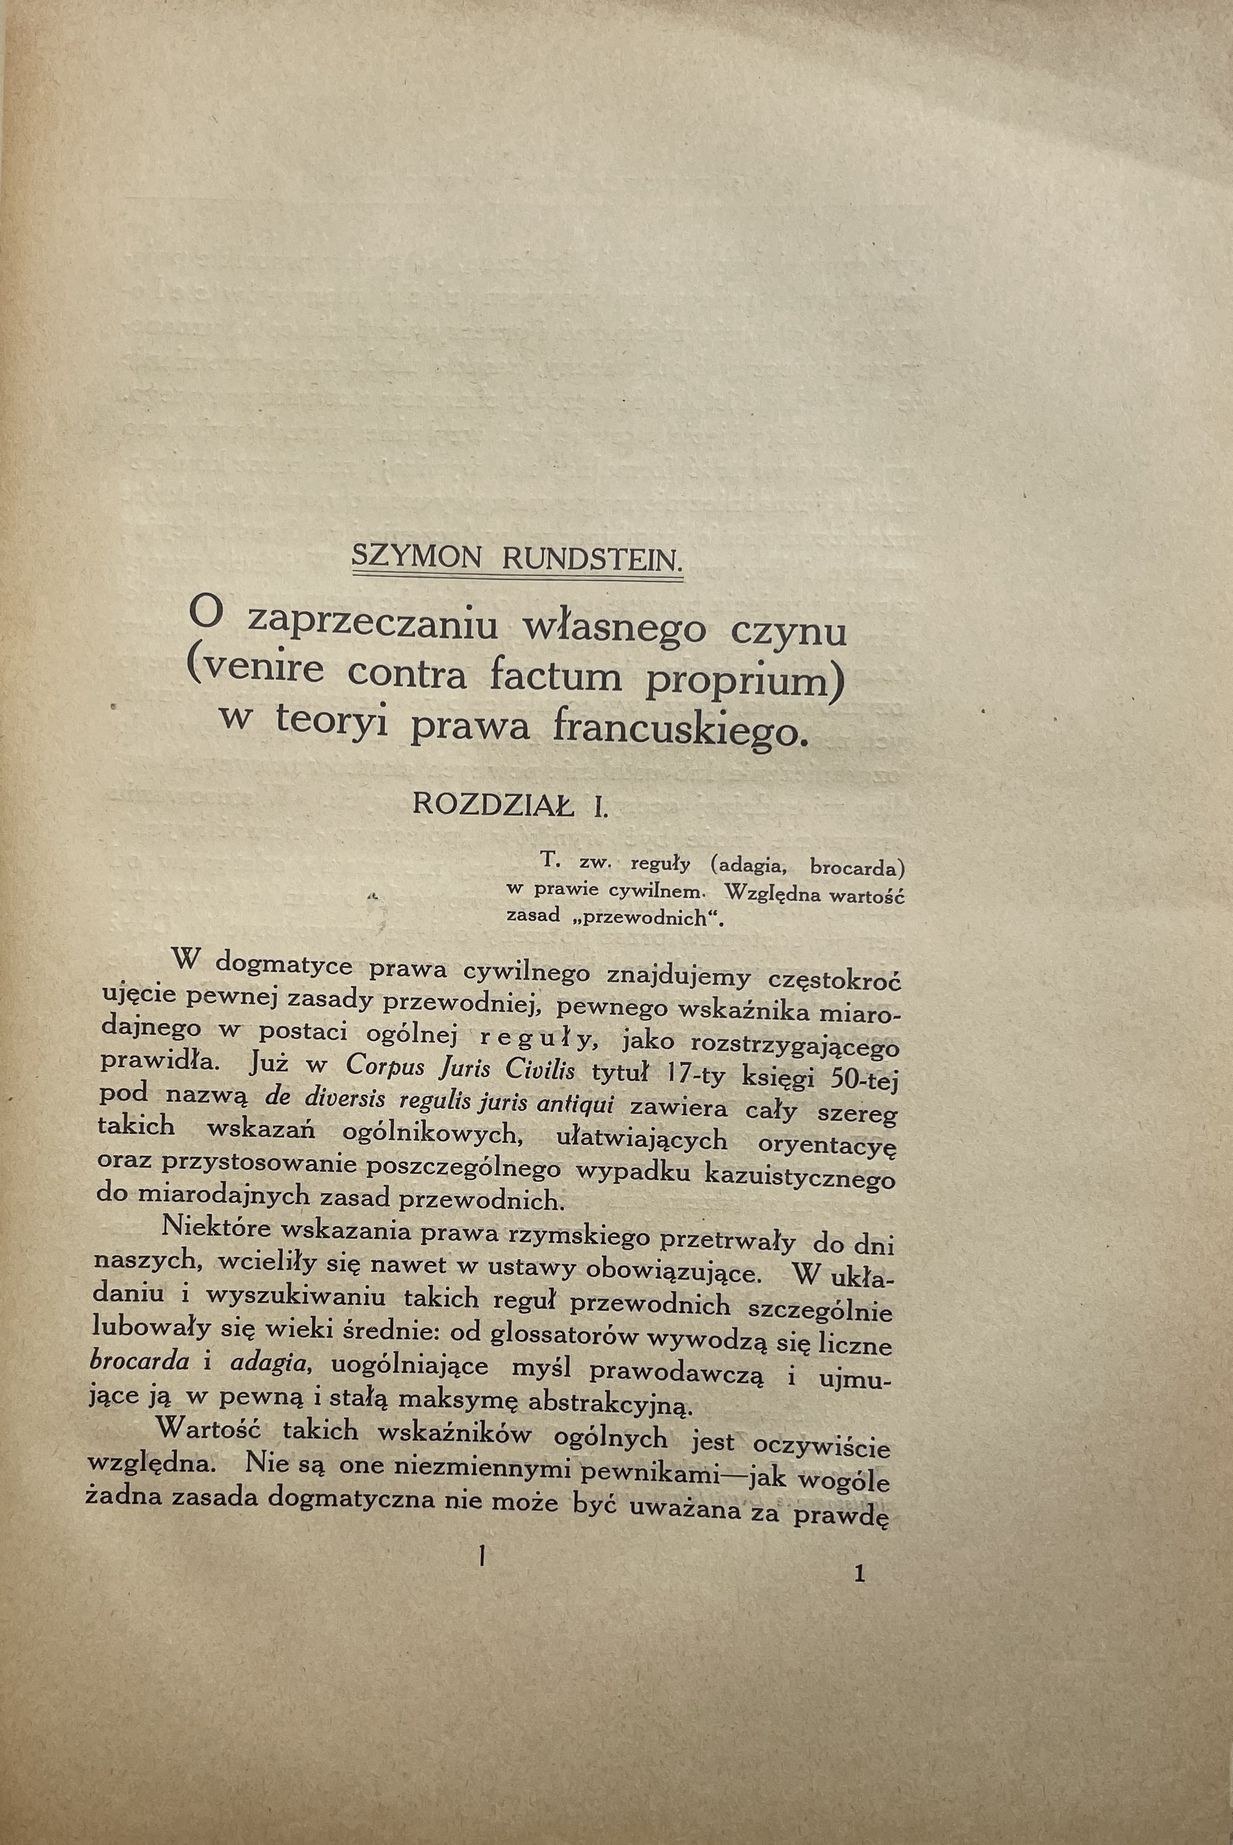 SZYMON RUNDSTEIN.
O zaprzeczaniu własnego czynu
(venire contra factum proprium)
w teoryi prawa francuskiego.
ROZDZIAŁ I.
T. zw. reguły (adagia, brocarda)
w prawie cywilnem. Względna wartość
zasad „przewodnich“.
W dogmatyce prawa cywilnego znajdujemy częstokroć
ujęcie pewnej zasady przewodniej, pewnego wskaźnika miaro-
dajnego w postaci ogólnej reguły, jako rozstrzygającego
prawidła. Już w Corpus Juris Civilis tytuł 17-ty księgi 50-tej
pod nazwą de diversis regulis juris antiqui zawiera cały szereg
takich wskazań ogólnikowych, ułatwiających oryentacyę
oraz przystosowanie poszczególnego wypadku kazuistycznego
do miarodajnych zasad przewodnich.
Niektóre wskazania prawa rzymskiego przetrwały do dni
naszych, wcieliły się nawet w ustawy obowiązujące. W ukła-
daniu i wyszukiwaniu takich reguł przewodnich szczególnie
lubowały się wieki średnie: od glossatorów wywodzą się liczne
brocarda i adagia, uogólniające myśl prawodawczą i ujmu-
jące ją w pewną i stałą maksymę abstrakcyjną.
Wartość takich wskaźników ogólnych jest oczywiście
względna. Nie są one niezmiennymi pewnikami—jak wogóle
żadna zasada dogmatyczna nie może być uważana za prawdę
1
1